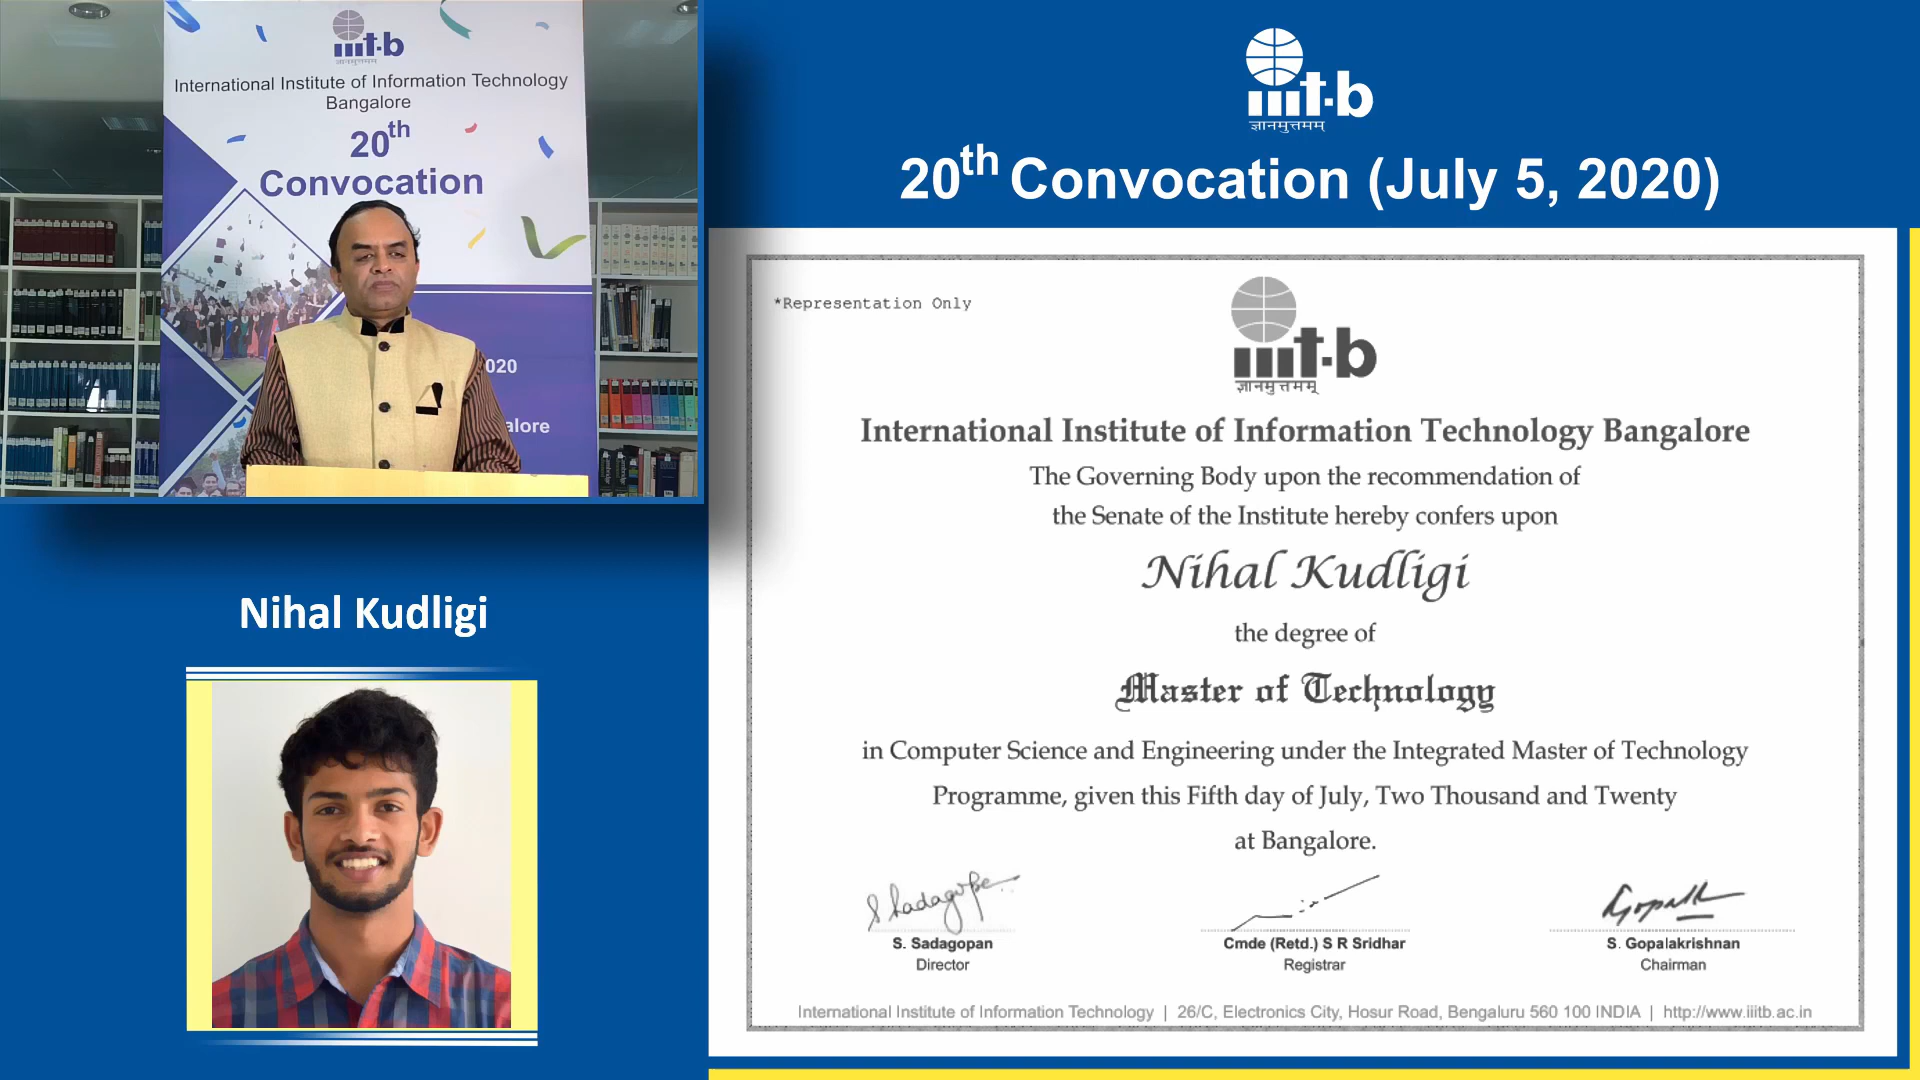 iiit-b
ज्ञानमुत्तमम्
International Institute of Information Technology
Bangalore
20th
Convocation
020
alore
Nihal Kudligi
iiit-b
ज्ञानमुत्तमम्
20th Convocation (July 5, 2020)
*Representation Only
iiit-b
ज्ञानमुत्तमम्
International Institute of Information Technology Bangalore
The Governing Body upon the recommendation of
the Senate of the Institute hereby confers upon
Nihal Kudligi
the degree of
Master of Technology
in Computer Science and Engineering under the Integrated Master of Technology
Programme, given this Fifth day of July, Two Thousand and Twenty
at Bangalore.
S. Sadagopan
Director
Cmde (Retd.) S R Sridhar
Registrar
S. Gopalakrishnan
Chairman
International Institute of Information Technology | 26/C, Electronics City, Hosur Road, Bengaluru 560 100 INDIA | http://www.iiitb.ac.in